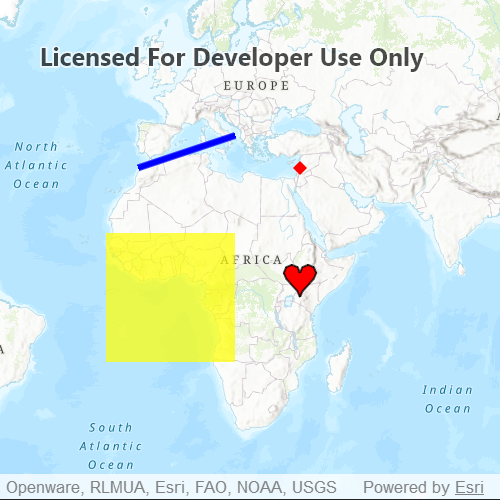 Licensed For Developer Use Only
EUROPE
North
Atlantic
Ocean
A
AFRICA
A
Indian
Ocean
South
Atlantic
Ocean
Openware, RLMUA, Esri, FAO, NOAA, USGS
Powered by Esri